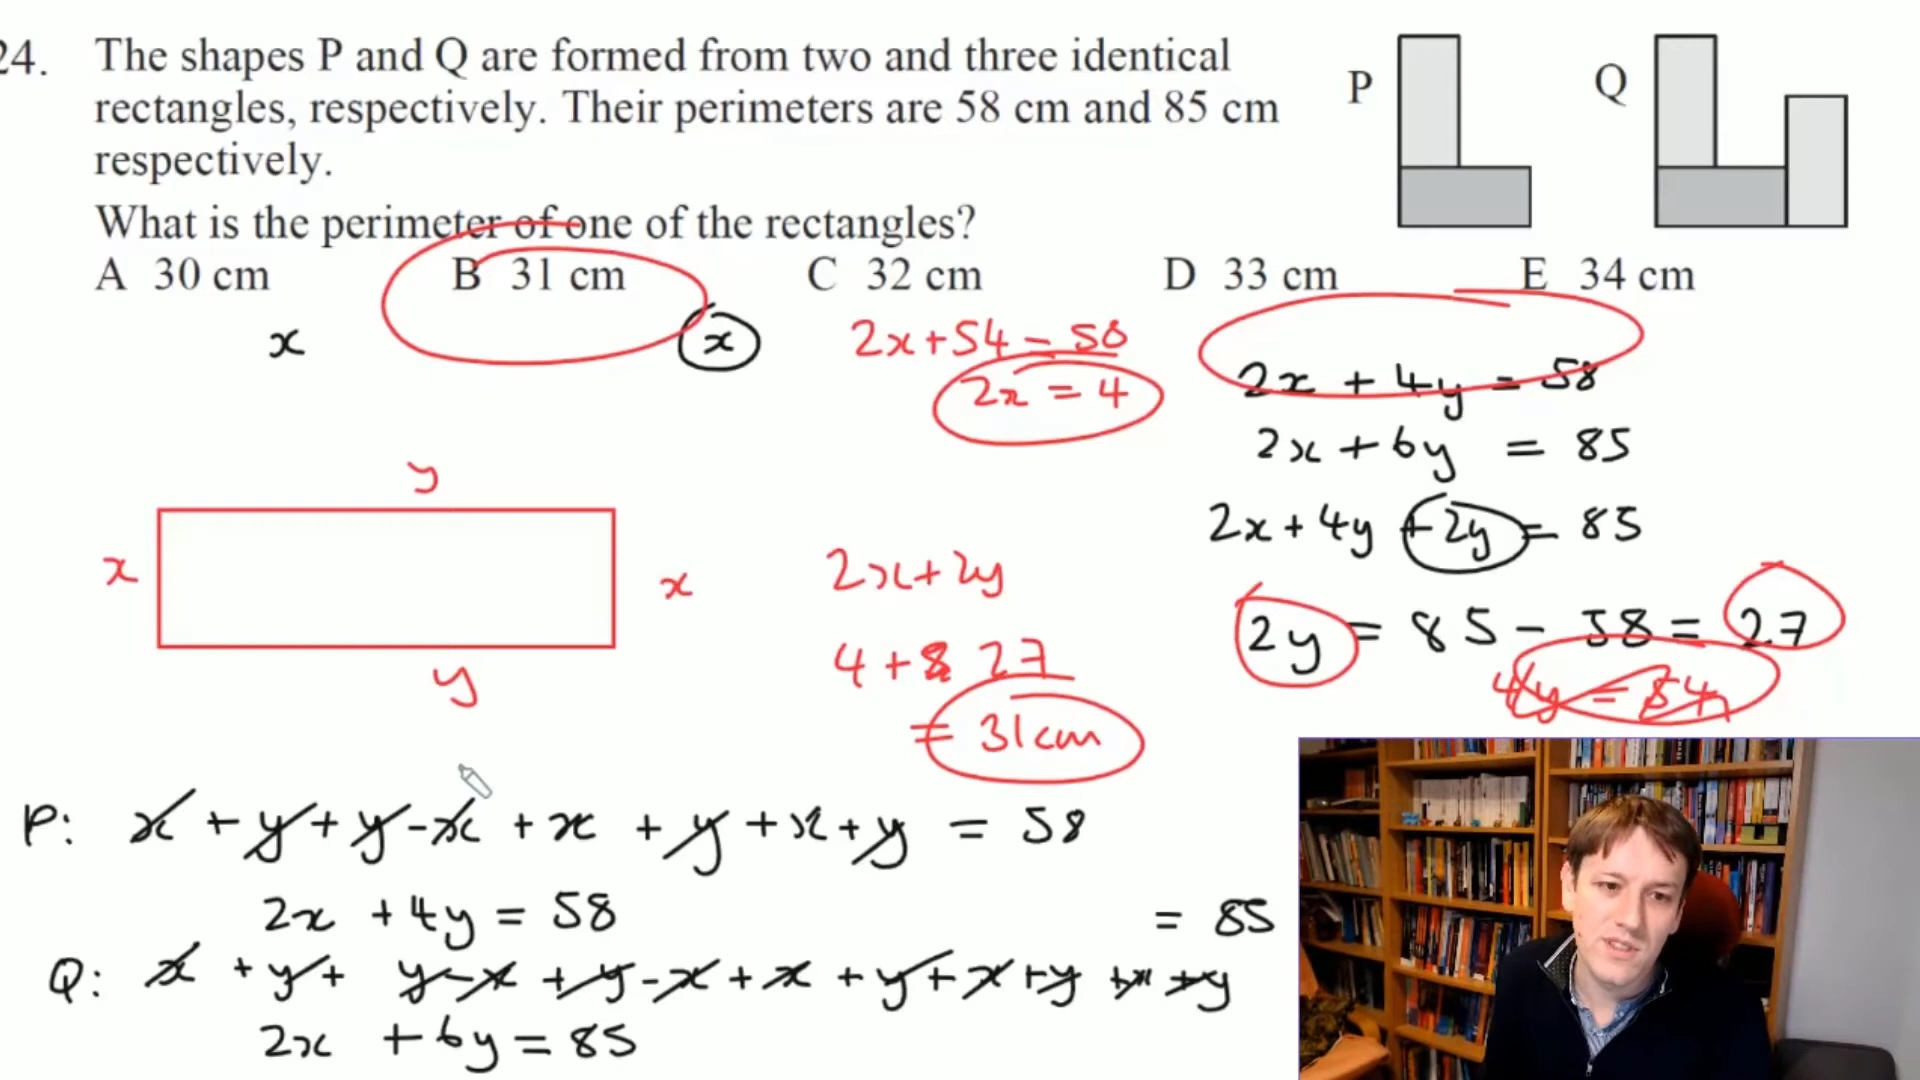 24. The shapes P and Q are formed from two and three identical
rectangles, respectively. Their perimeters are 58 cm and 85 cm
respectively.
What is the perimeter of one of the rectangles?
A 30 cm B 31 cm C 32 cm D 33 cm E 34 cm
P
Q
x
x
2x+54 = 58
2x = 4
2x + 4y = 58
2x + 6y = 85
2x + 4y + 2y = 85
2y = 85 - 58 = 27
4y = 54
y
x
x
y
2x + 2y
4 + 27
= 31cm
P: x + y + y - x + x + y + x + y = 58
2x + 4y = 58
= 85
Q: x + y + y - x + y - x + x + y + x + y + x + y
2x + 6y = 85